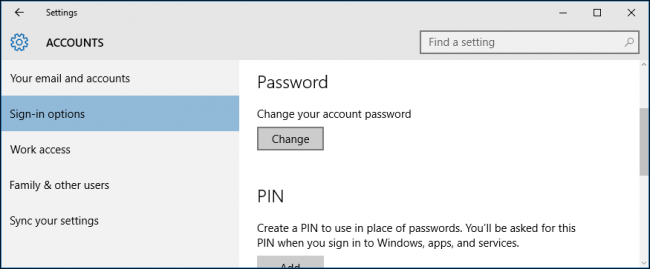 Settings
ACCOUNTS
Find a setting
Your email and accounts
Sign-in options
Work access
Family & other users
Sync your settings
Password
Change your account password
Change
PIN
Create a PIN to use in place of passwords. You'll be asked for this
PIN when you sign in to Windows, apps, and services.
Add